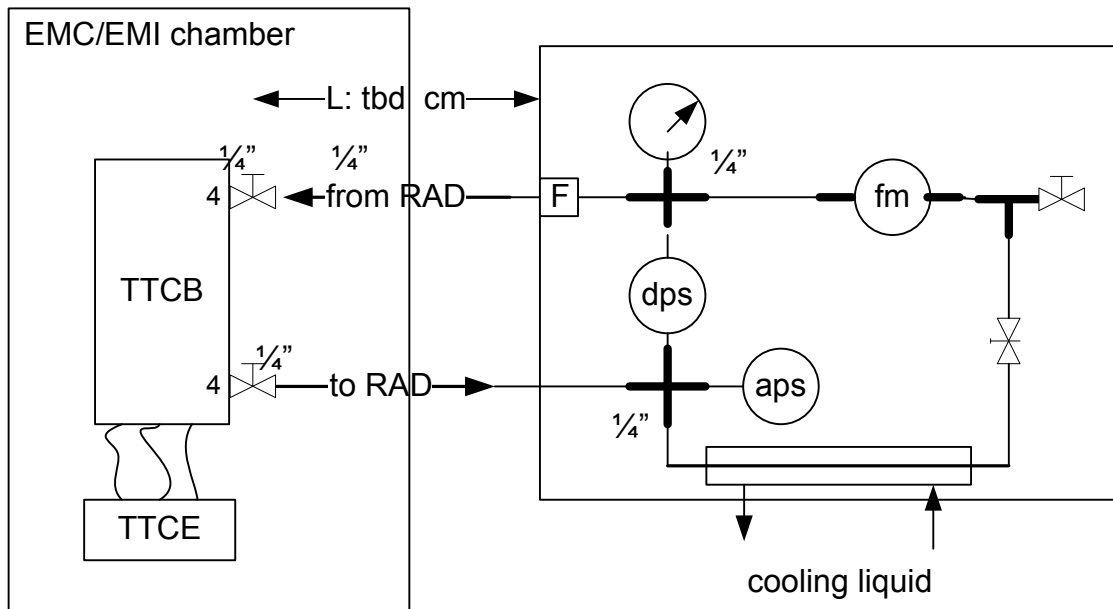 EMC/EMI chamber
L: tbd  cm
¼”
¼”
¼”
4
from RAD
F
fm
TTCB
dps
¼”
4
to RAD
aps
¼”
TTCE
cooling liquid